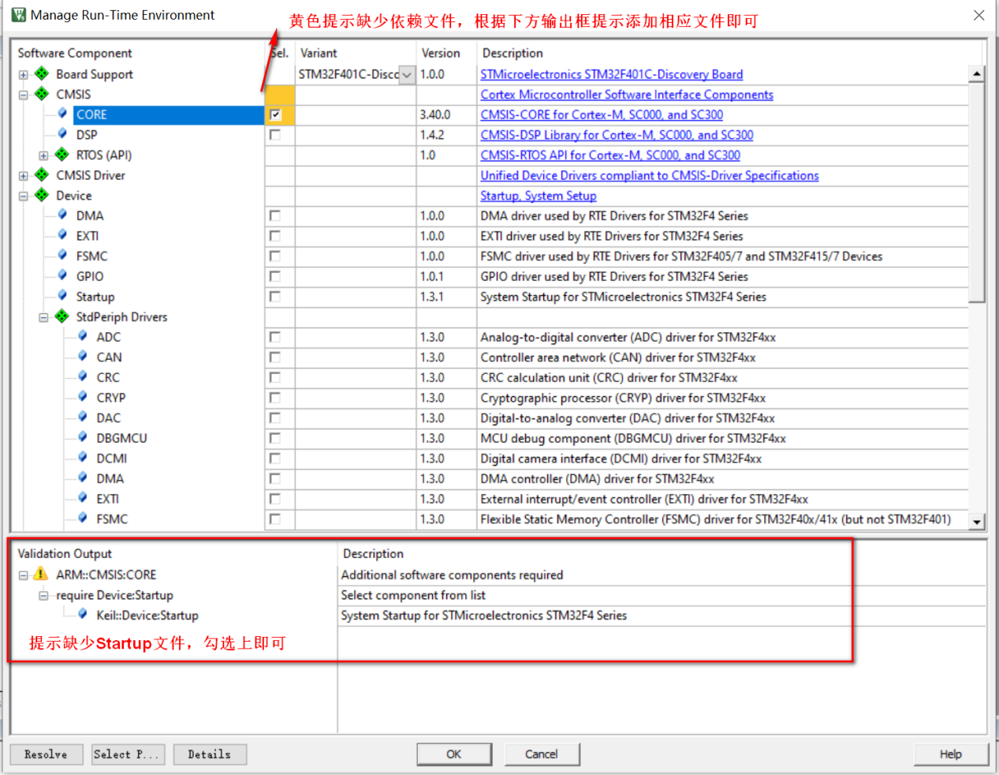 Manage Run-Time Environment
黄色提示缺少依赖文件，根据下方输出框提示添加相应文件即可
Software Component Sel. Variant Version Description
Board Support STM32F401C-Disco 1.0.0 STMicroelectronics STM32F401C-Discovery Board
CMSIS Cortex Microcontroller Software Interface Components
CORE 3.40.0 CMSIS-CORE for Cortex-M, SC000, and SC300
DSP 1.4.2 CMSIS-DSP Library for Cortex-M, SC000, and SC300
RTOS (API) 1.0 CMSIS-RTOS API for Cortex-M, SC000, and SC300
CMSIS Driver Unified Device Drivers compliant to CMSIS-Driver Specifications
Device Startup, System Setup
DMA 1.0.0 DMA driver used by RTE Drivers for STM32F4 Series
EXTI 1.0.0 EXTI driver used by RTE Drivers for STM32F4 Series
FSMC 1.0.0 FSMC driver used by RTE Drivers for STM32F405/7 and STM32F415/7 Devices
GPIO 1.0.1 GPIO driver used by RTE Drivers for STM32F4 Series
Startup 1.3.1 System Startup for STMicroelectronics STM32F4 Series
StdPeriph Drivers
ADC 1.3.0 Analog-to-digital converter (ADC) driver for STM32F4xx
CAN 1.3.0 Controller area network (CAN) driver for STM32F4xx
CRC 1.3.0 CRC calculation unit (CRC) driver for STM32F4xx
CRYP 1.3.0 Cryptographic processor (CRYP) driver for STM32F4xx
DAC 1.3.0 Digital-to-analog converter (DAC) driver for STM32F4xx
DBGMCU 1.3.0 MCU debug component (DBGMCU) driver for STM32F4xx
DCMI 1.3.0 Digital camera interface (DCMI) driver for STM32F4xx
DMA 1.3.0 DMA controller (DMA) driver for STM32F4xx
EXTI 1.3.0 External interrupt/event controller (EXTI) driver for STM32F4xx
FSMC 1.3.0 Flexible Static Memory Controller (FSMC) driver for STM32F40x/41x (but not STM32F401)
Validation Output Description
ARM::CMSIS:CORE Additional software components required
require Device:Startup Select component from list
Keil::Device:Startup System Startup for STMicroelectronics STM32F4 Series
提示缺少Startup文件，勾选上即可
Resolve Select P... Details OK Cancel Help